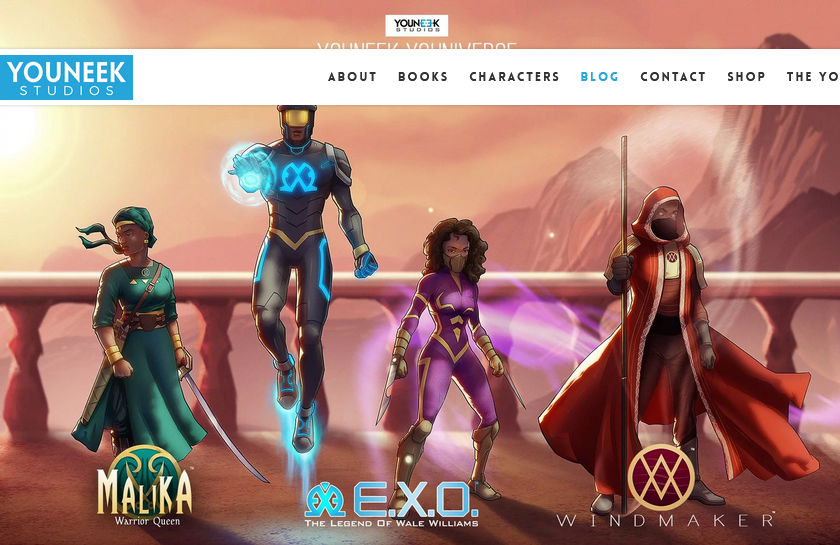 YOUNEEK
STUDIOS
YOUNEEK YOUNIVERSE
YOUNEEK
STUDIOS
ABOUT BOOKS CHARACTERS BLOG CONTACT SHOP THE YO
MALIKA
Warrior Queen
E.X.O.
THE LEGEND OF WALE WILLIAMS
WINDMAKER